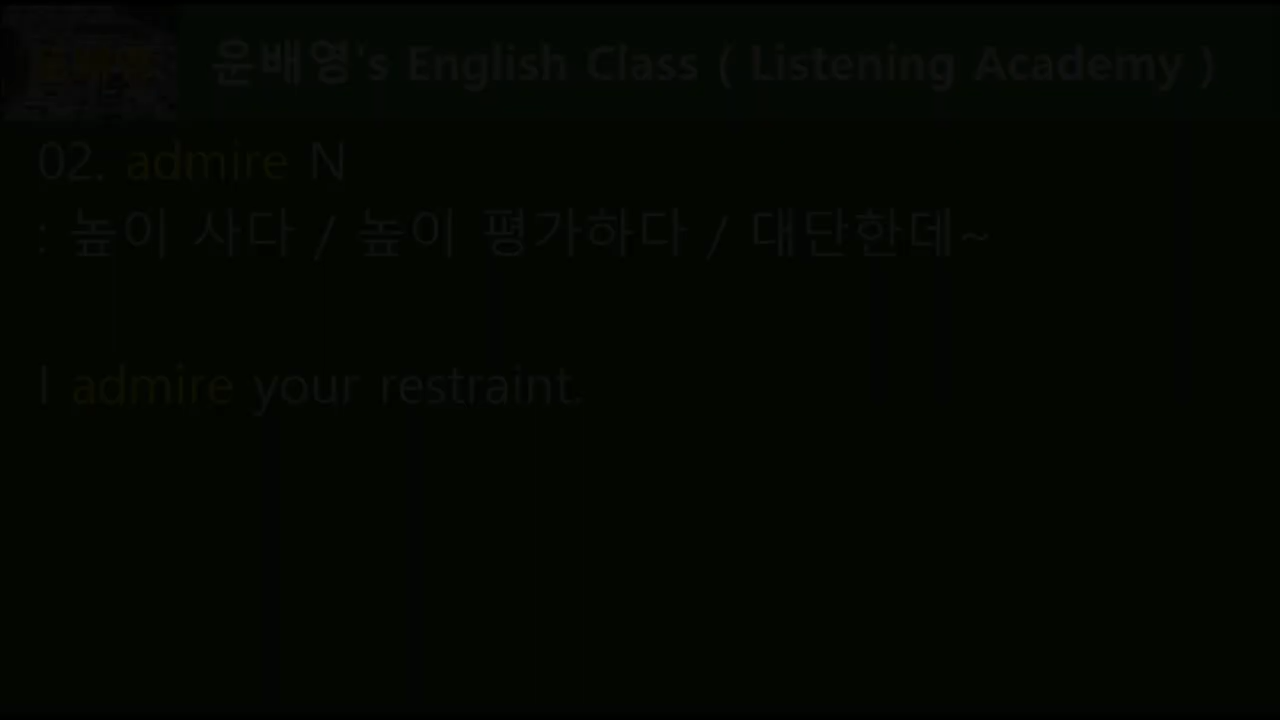 운배영's English Class ( Listening Academy )
02. admire N
: 높이 사다 / 높이 평가하다 / 대단한데~
I admire your restraint.